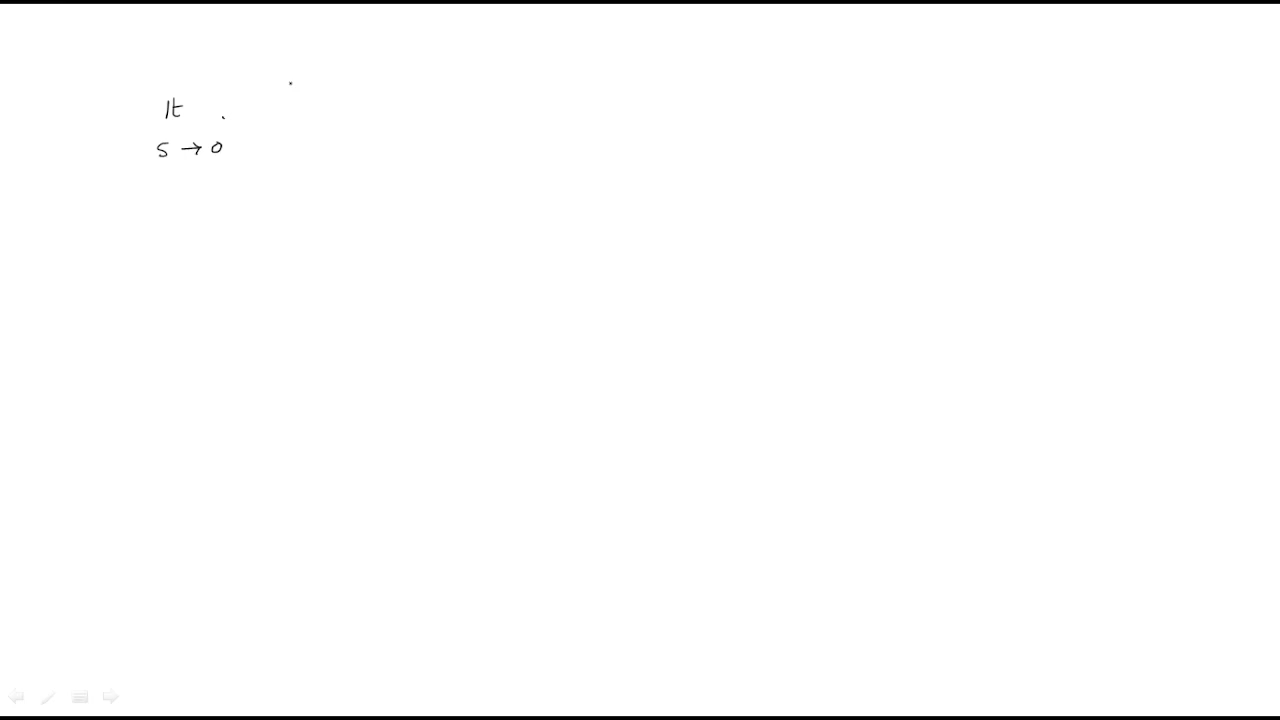 lt .
s → 0